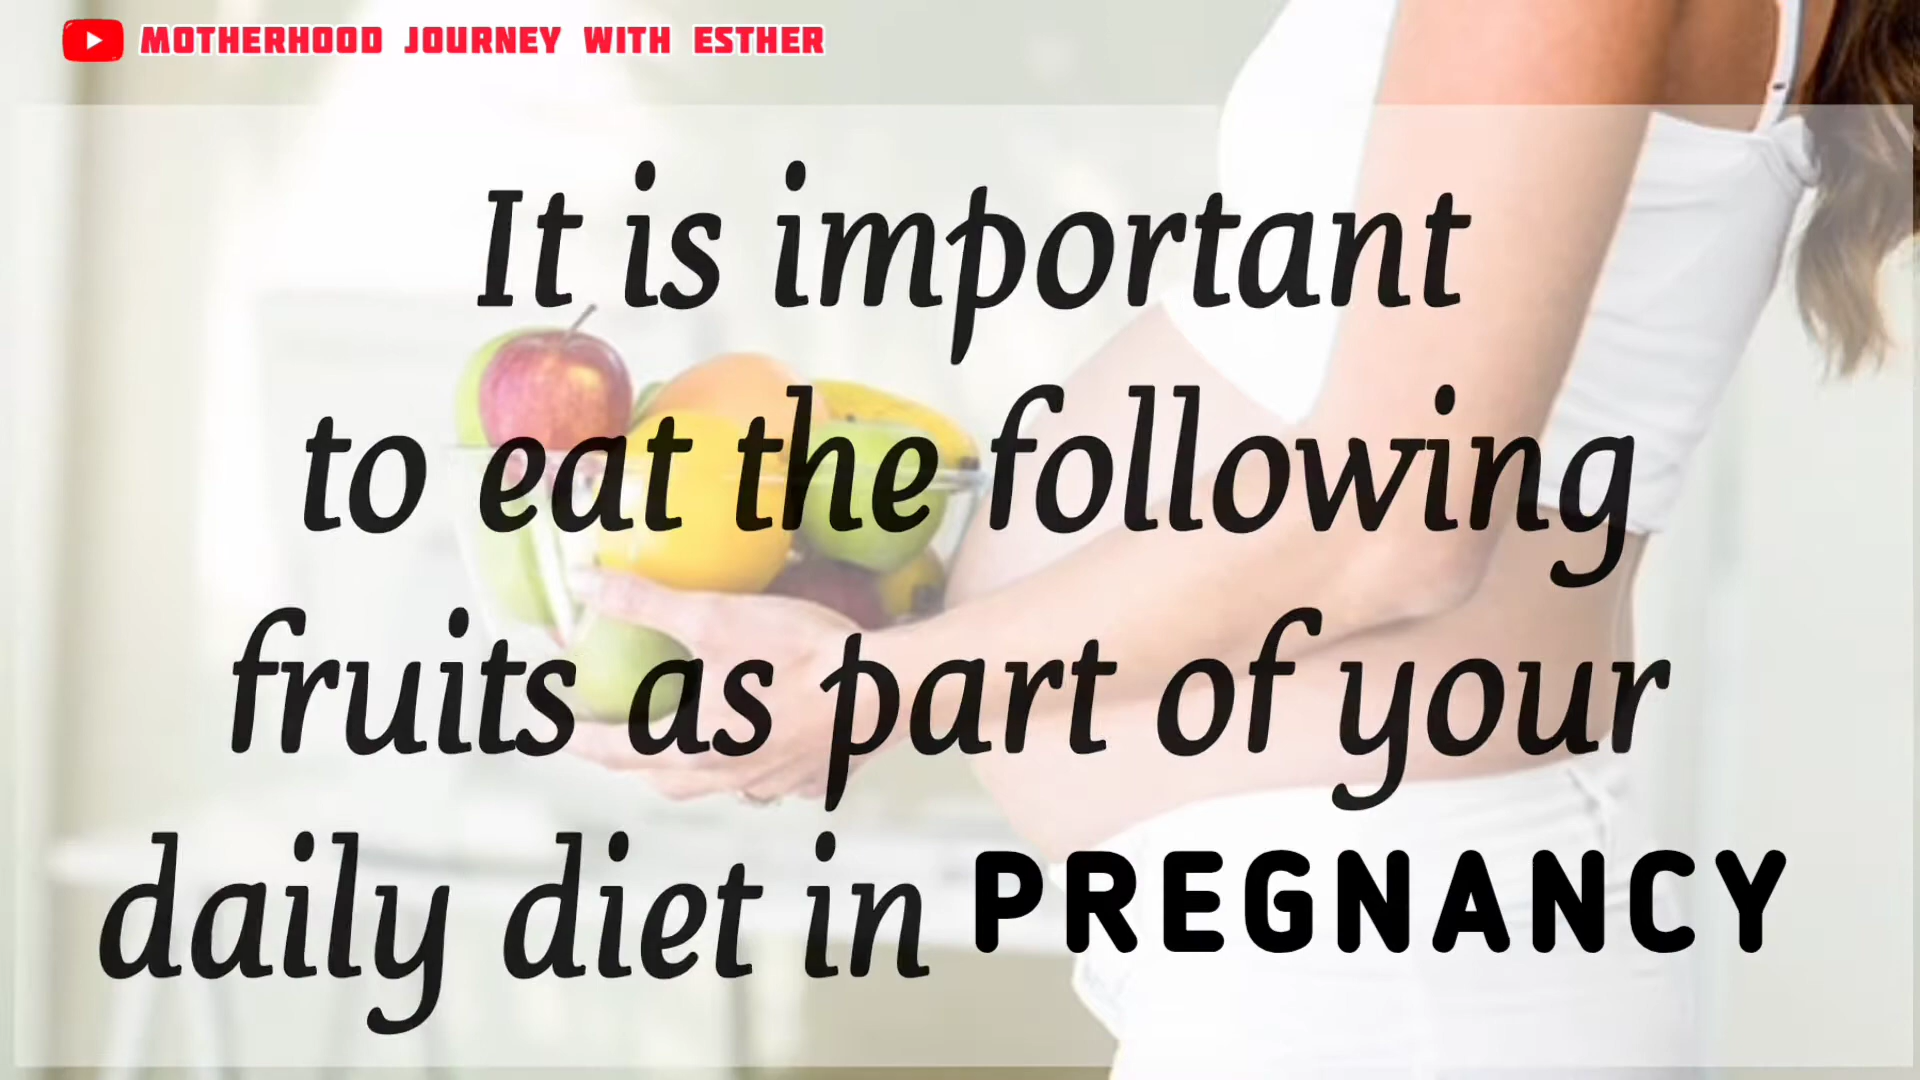 MOTHERHOOD JOURNEY WITH ESTHER
It is important
to eat the following
fruits as part of your
daily diet in PREGNANCY